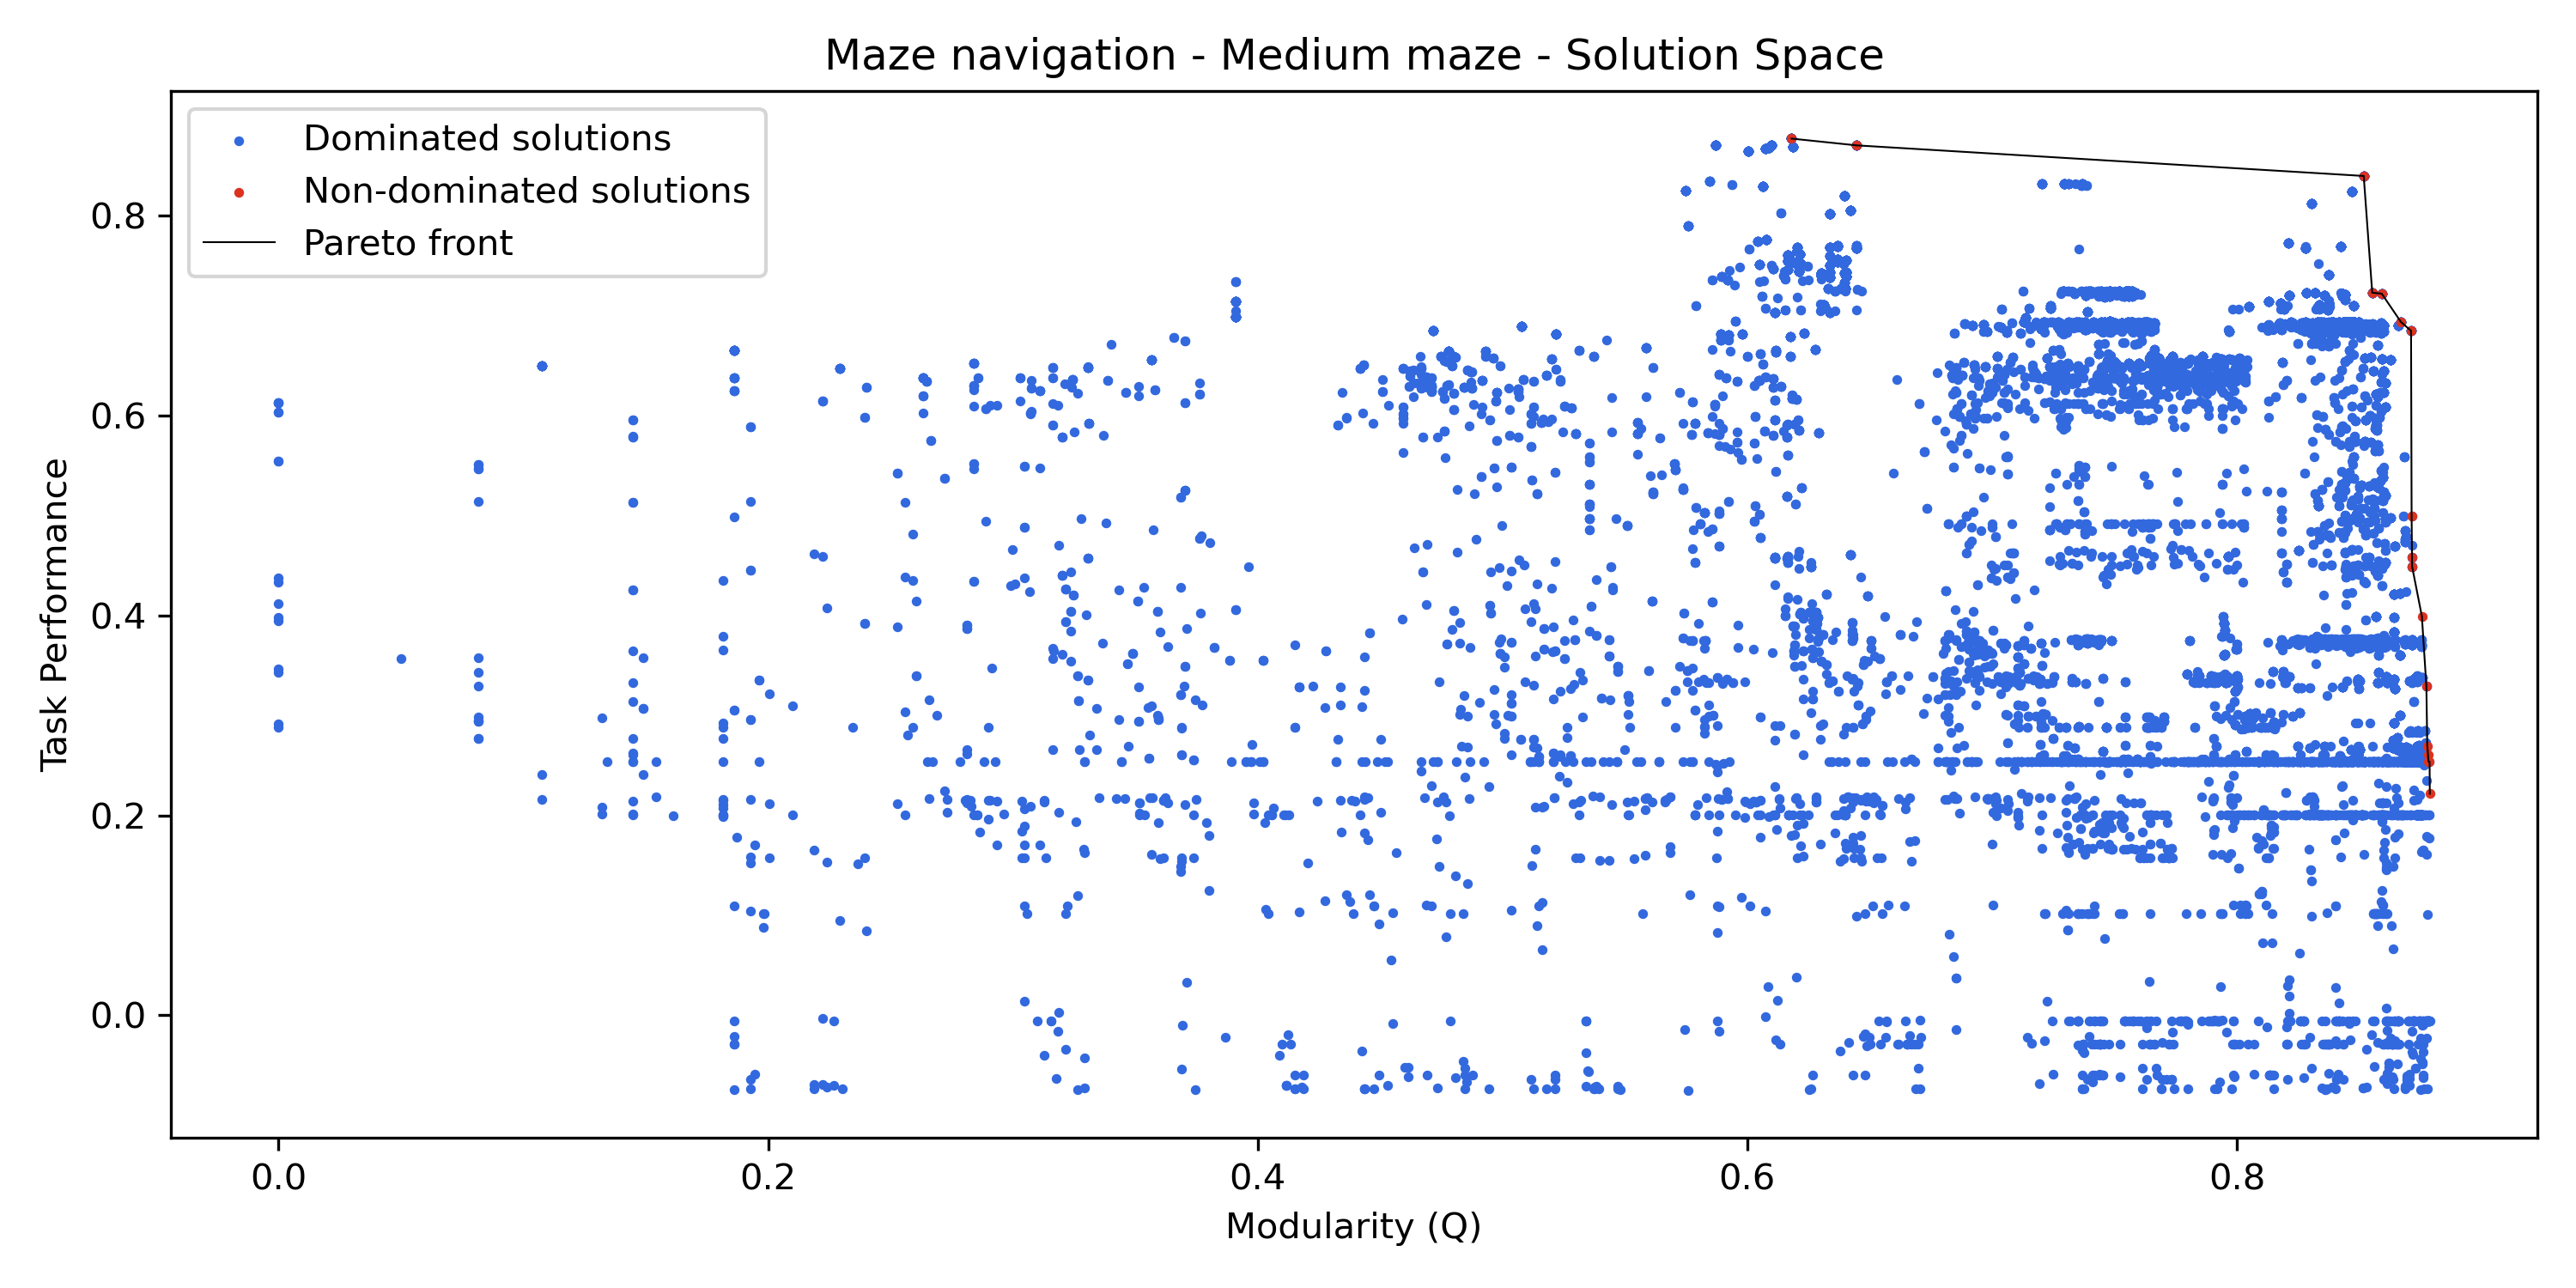 Maze navigation - Medium maze - Solution Space
Dominated solutions
Non-dominated solutions
Pareto front
0.8
0.6
0.4
0.2
0.0
Task Performance
0.0 0.2 0.4 0.6 0.8
Modularity (Q)